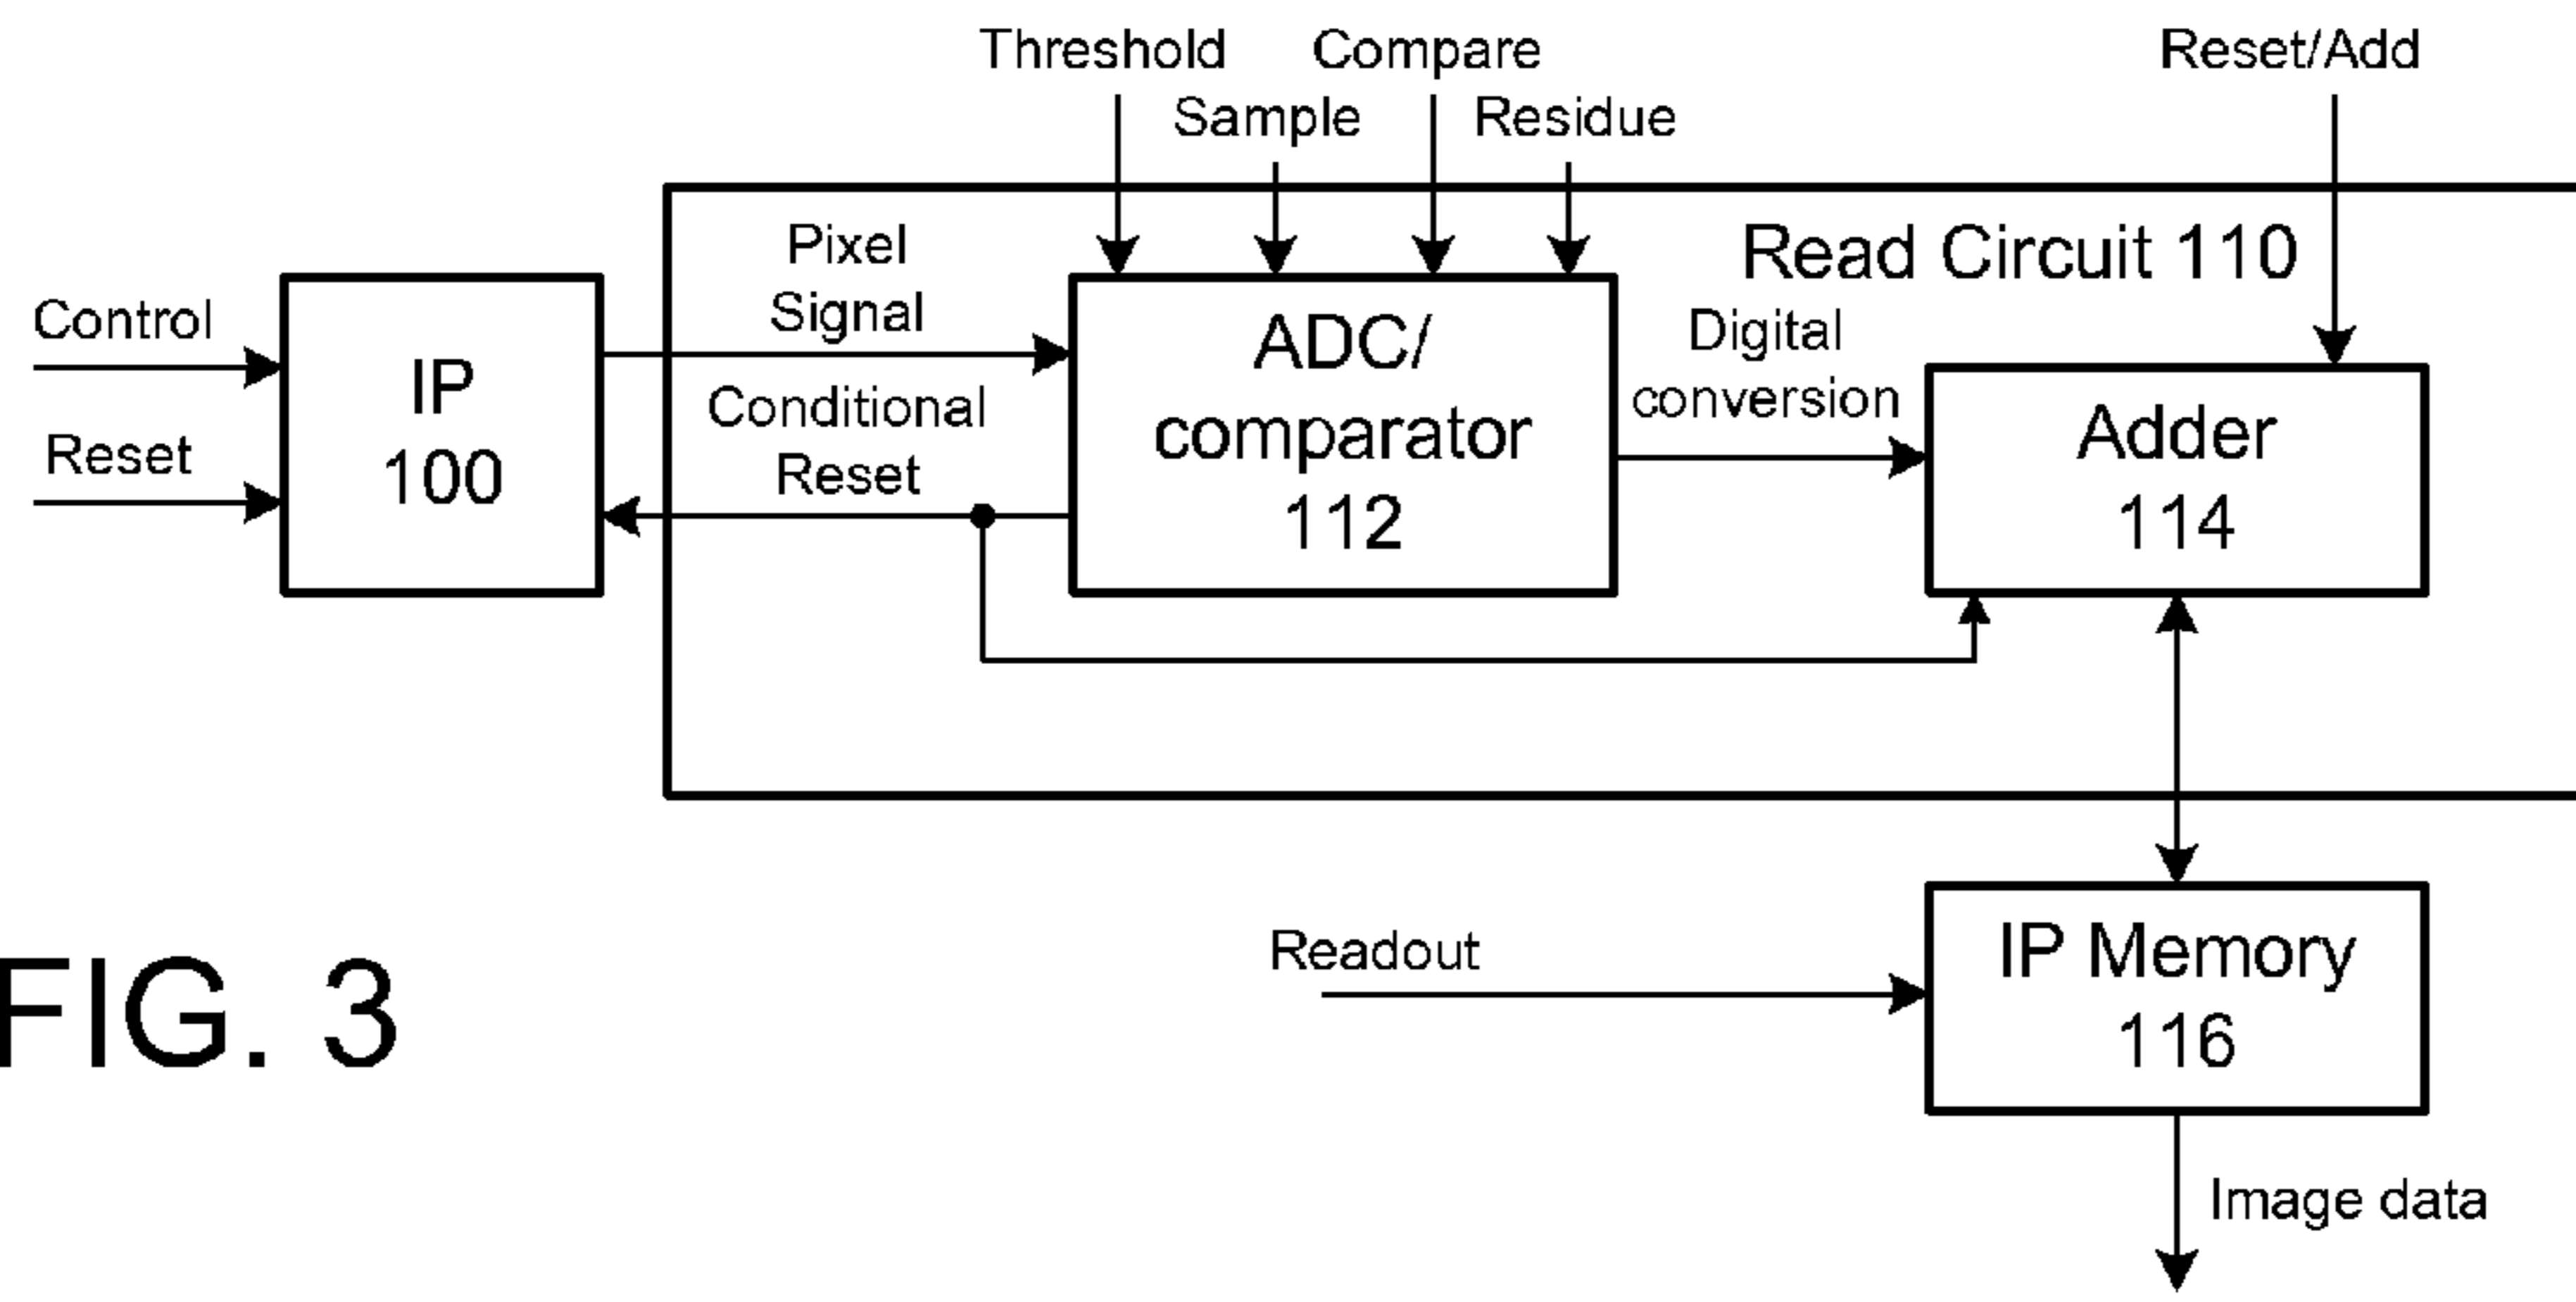 Threshold
Compare
Reset/Add
Sample
Residue
Pixel
Signal
Read Circuit 110
Control
IP
100
Reset
Conditional
Reset
ADC/
comparator
112
Digital
conversion
Adder
114
Readout
IP Memory
116
FIG. 3
Image data